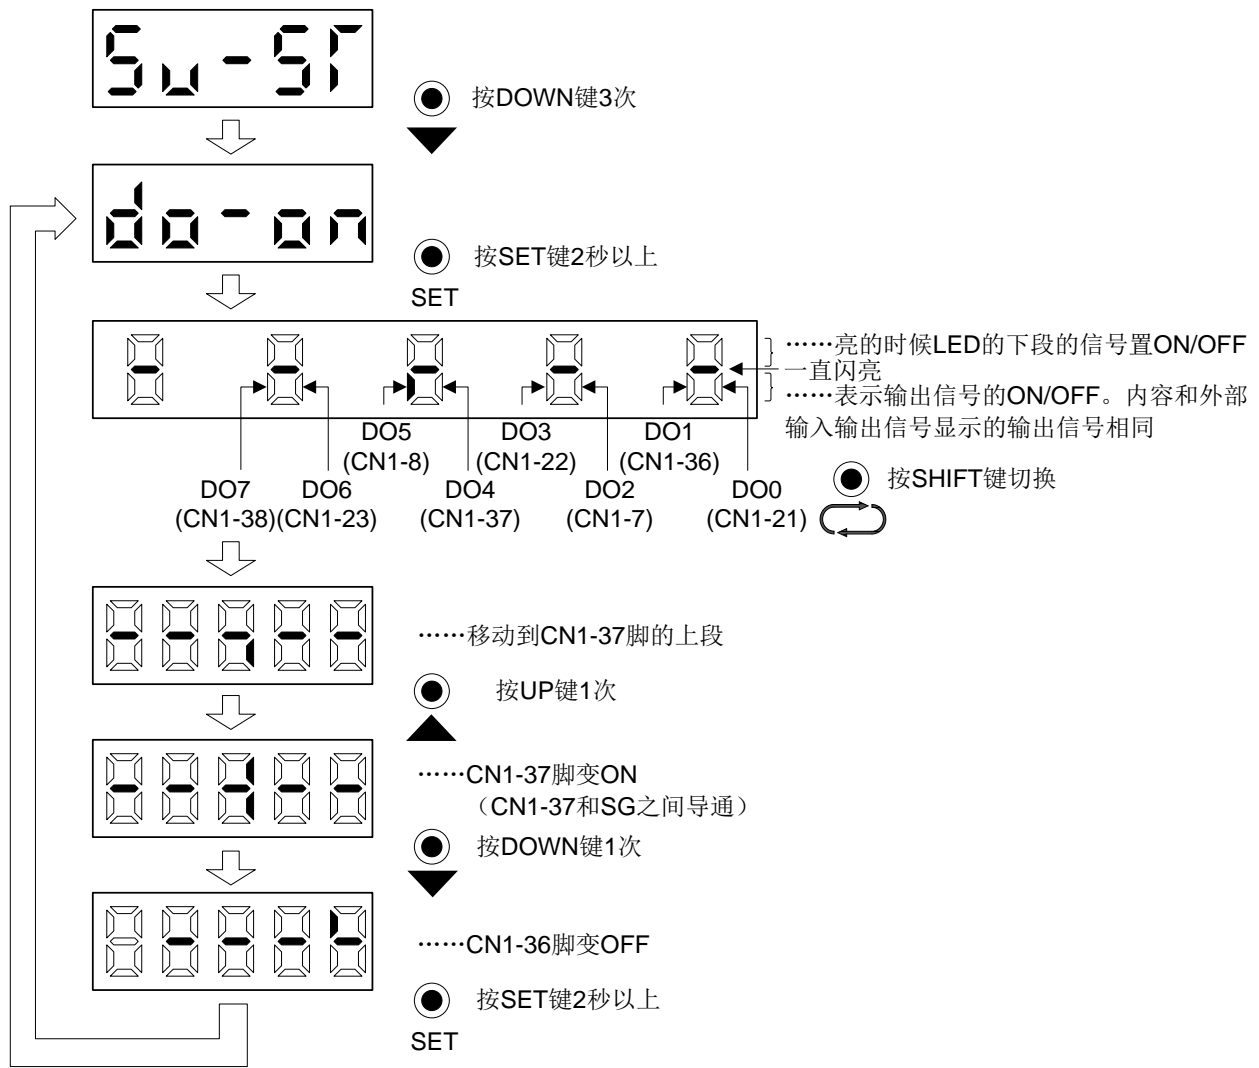 Su-ST
按DOWN键3次
do-on
按SET键2秒以上
SET
……亮的时候LED的下段的信号置ON/OFF
一直闪亮
……表示输出信号的ON/OFF。内容和外部
输入输出信号显示的输出信号相同
DO5 DO3 DO1
(CN1-8) (CN1-22) (CN1-36)
按SHIFT键切换
DO7 DO6 DO4 DO2 DO0
(CN1-38)(CN1-23) (CN1-37) (CN1-7) (CN1-21)
……移动到CN1-37脚的上段
按UP键1次
……CN1-37脚变ON
（CN1-37和SG之间导通）
按DOWN键1次
……CN1-36脚变OFF
按SET键2秒以上
SET